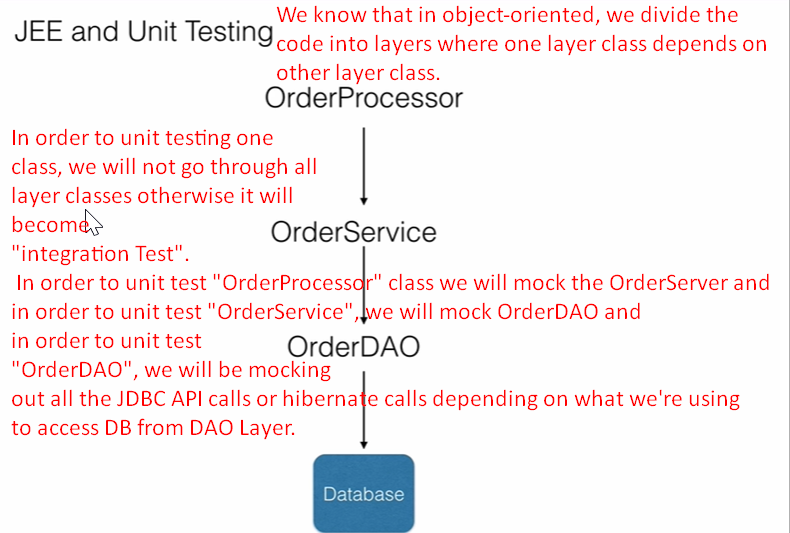 JEE and Unit Testing
We know that in object-oriented, we divide the
code into layers where one layer class depends on
other layer class.
OrderProcessor
In order to unit testing one
class, we will not go through all
layer classes otherwise it will
become
"integration Test".
OrderService
In order to unit test "OrderProcessor" class we will mock the OrderServer and
in order to unit test "OrderService", we will mock OrderDAO and
in order to unit test
OrderDAO
"OrderDAO", we will be mocking
out all the JDBC API calls or hibernate calls depending on what we're using
to access DB from DAO Layer.
Database